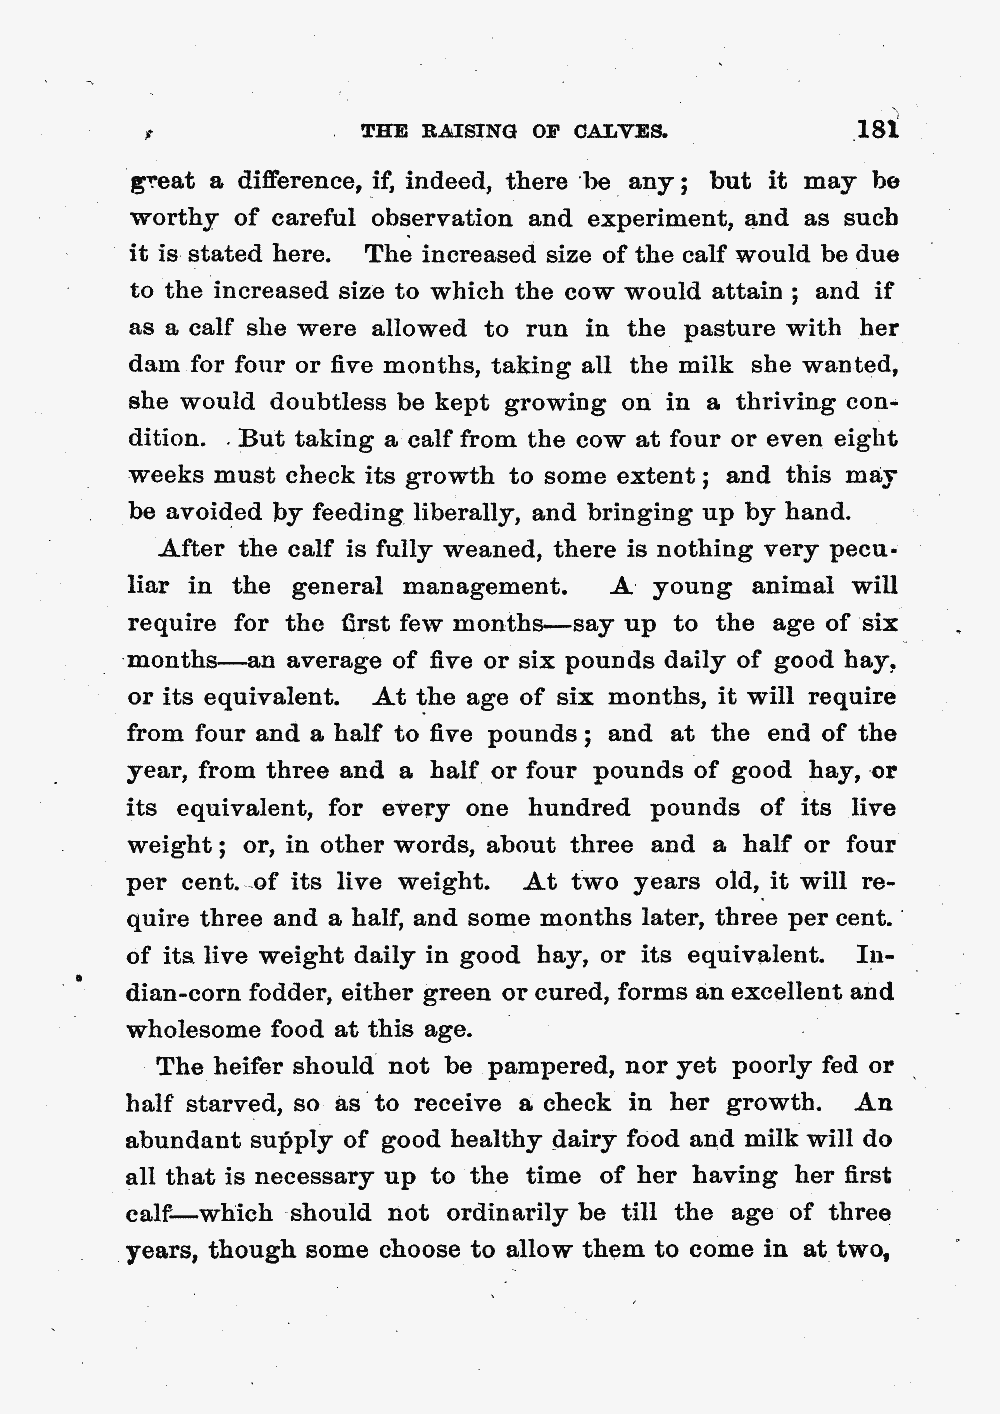 THE RAISING OF CALVES. 181
great a difference, if, indeed, there be any; but it may be
worthy of careful observation and experiment, and as such
it is stated here. The increased size of the calf would be due
to the increased size to which the cow would attain; and if
as a calf she were allowed to run in the pasture with her
dam for four or five months, taking all the milk she wanted,
she would doubtless be kept growing on in a thriving con-
dition. But taking a calf from the cow at four or even eight
weeks must check its growth to some extent; and this may
be avoided by feeding liberally, and bringing up by hand.
After the calf is fully weaned, there is nothing very pecu-
liar in the general management. A young animal will
require for the first few months—say up to the age of six
months—an average of five or six pounds daily of good hay,
or its equivalent. At the age of six months, it will require
from four and a half to five pounds; and at the end of the
year, from three and a half or four pounds of good hay, or
its equivalent, for every one hundred pounds of its live
weight; or, in other words, about three and a half or four
per cent. of its live weight. At two years old, it will re-
quire three and a half, and some months later, three per cent.
of its live weight daily in good hay, or its equivalent. In-
dian-corn fodder, either green or cured, forms an excellent and
wholesome food at this age.
The heifer should not be pampered, nor yet poorly fed or
half starved, so as to receive a check in her growth. An
abundant supply of good healthy dairy food and milk will do
all that is necessary up to the time of her having her first
calf—which should not ordinarily be till the age of three
years, though some choose to allow them to come in at two,